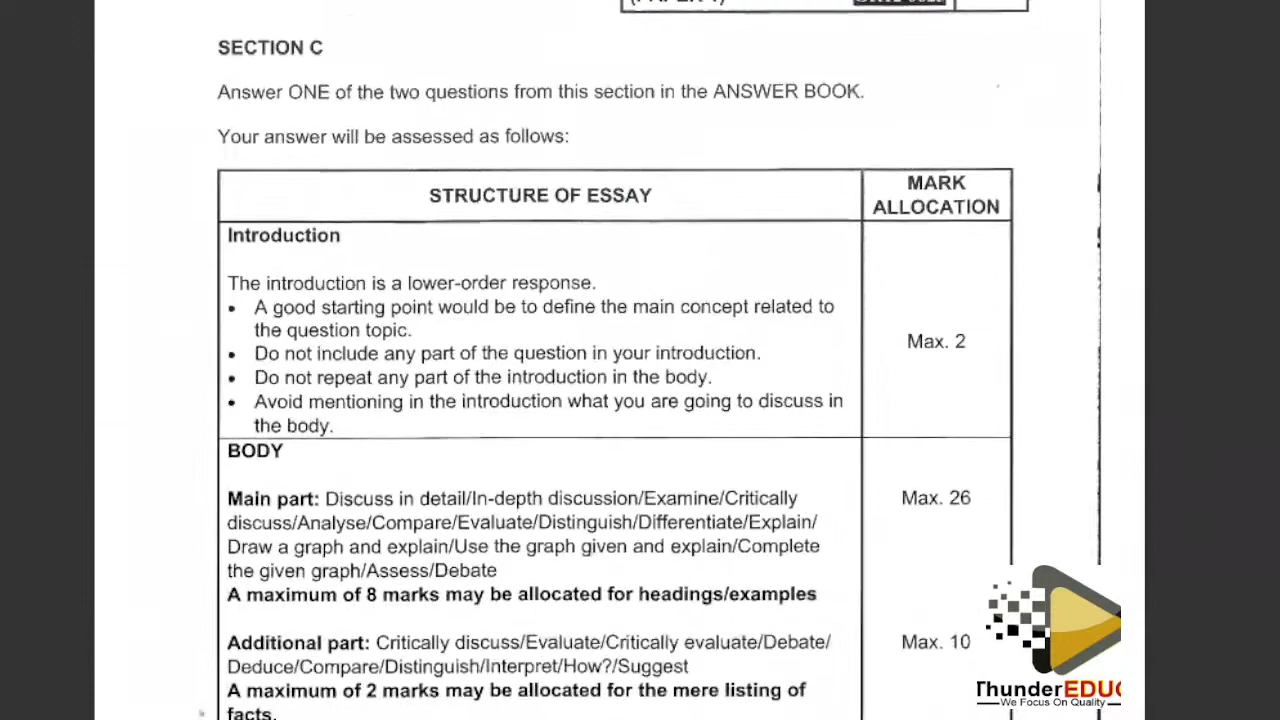 SECTION C
Answer ONE of the two questions from this section in the ANSWER BOOK.
Your answer will be assessed as follows:
STRUCTURE OF ESSAY
MARK
ALLOCATION
Introduction
The introduction is a lower-order response.
• A good starting point would be to define the main concept related to
the question topic.
• Do not include any part of the question in your introduction.
• Do not repeat any part of the introduction in the body.
• Avoid mentioning in the introduction what you are going to discuss in
the body.
Max. 2
BODY
Main part: Discuss in detail/In-depth discussion/Examine/Critically
discuss/Analyse/Compare/Evaluate/Distinguish/Differentiate/Explain/
Draw a graph and explain/Use the graph given and explain/Complete
the given graph/Assess/Debate
A maximum of 8 marks may be allocated for headings/examples
Max. 26
Additional part: Critically discuss/Evaluate/Critically evaluate/Debate/
Deduce/Compare/Distinguish/Interpret/How?/Suggest
A maximum of 2 marks may be allocated for the mere listing of
facts.
Max. 10
ThunderEDUC
We Focus On Quality